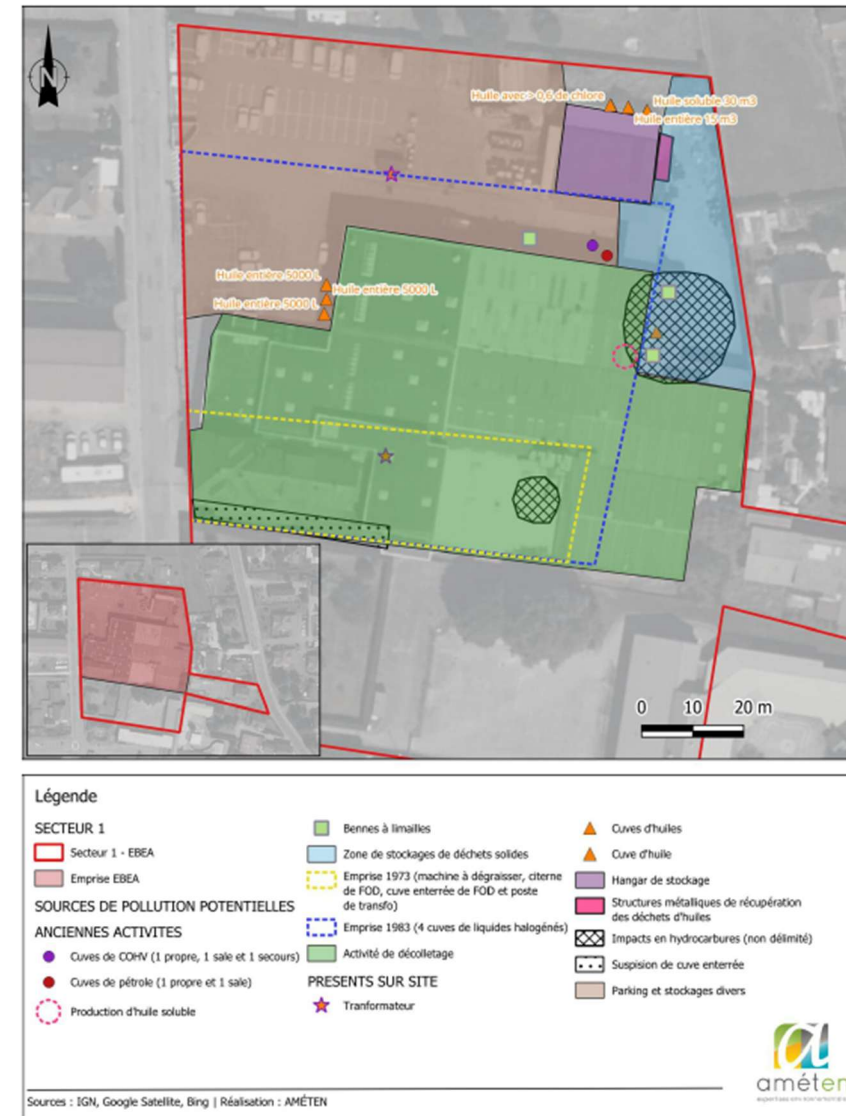 N
Huile avec > 0,6 de chlore
Huile soluble 30 m3
Huile entière 15 m3
Huile entière 5000 L
Huile entière 5000 L
Huile entière 5000 L
0 10 20 m
Légende
SECTEUR 1
Secteur 1 - EBEA
Emprise EBEA
SOURCES DE POLLUTION POTENTIELLES
ANCIENNES ACTIVITES
Cuves de COHV (1 propre, 1 sale et 1 secours)
Cuves de pétrole (1 propre et 1 sale)
Production d'huile soluble
Bennes à limailles
Zone de stockages de déchets solides
Emprise 1973 (machine à dégraisser, citerne
de FOD, cuve enterrée de FOD et poste
de transfo)
Emprise 1983 (4 cuves de liquides halogénés)
Activité de décolletage
PRESENTS SUR SITE
Tranformateur
Cuves d'huiles
Cuve d'huile
Hangar de stockage
Structures métalliques de récupération
des déchets d'huiles
Impacts en hydrocarbures (non délimité)
Suspision de cuve enterrée
Parking et stockages divers
améten
Sources : IGN, Google Satellite, Bing | Réalisation : AMÉTEN